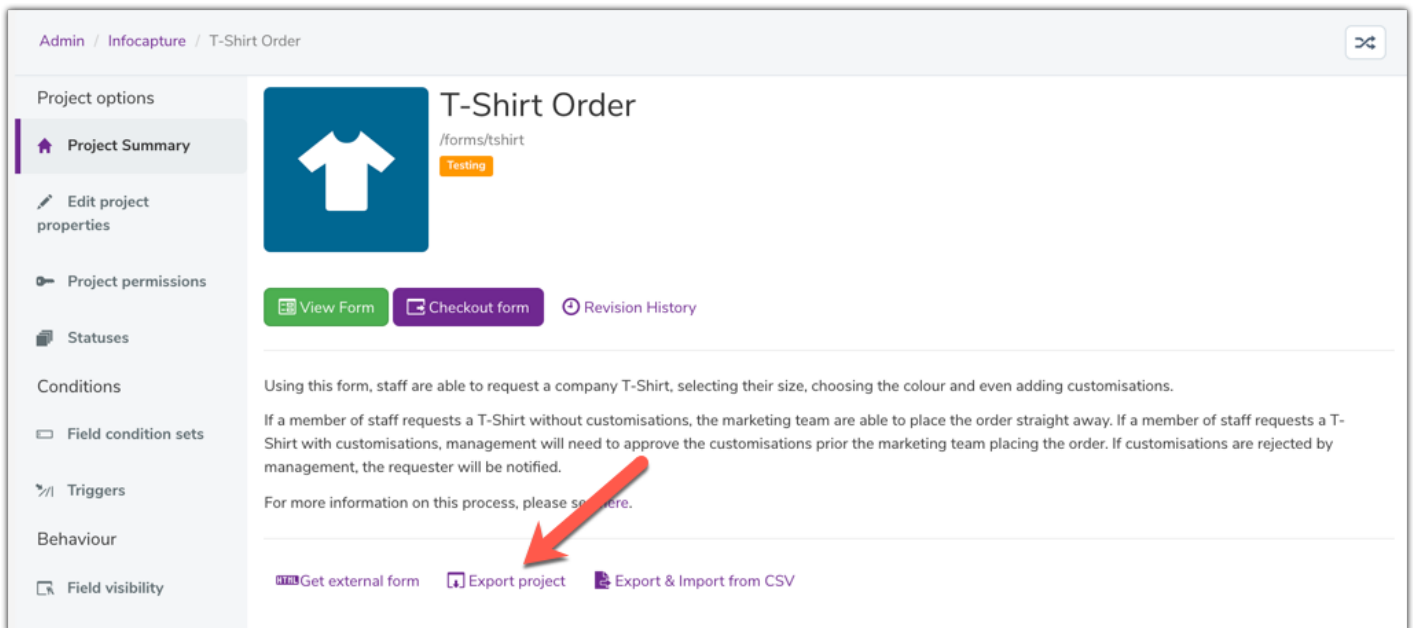 Admin / Infocapture / T-Shirt Order
Project options
Project Summary
Edit project
properties
Project permissions
Statuses
Conditions
Field condition sets
Triggers
Behaviour
Field visibility
T-Shirt Order
/forms/tshirt
Testing
View Form
Checkout form
Revision History
Using this form, staff are able to request a company T-Shirt, selecting their size, choosing the colour and even adding customisations.
If a member of staff requests a T-Shirt without customisations, the marketing team are able to place the order straight away. If a member of staff requests a T-
Shirt with customisations, management will need to approve the customisations prior the marketing team placing the order. If customisations are rejected by
management, the requester will be notified.
For more information on this process, please
HTML Get external form
Export project
Export & Import from CSV